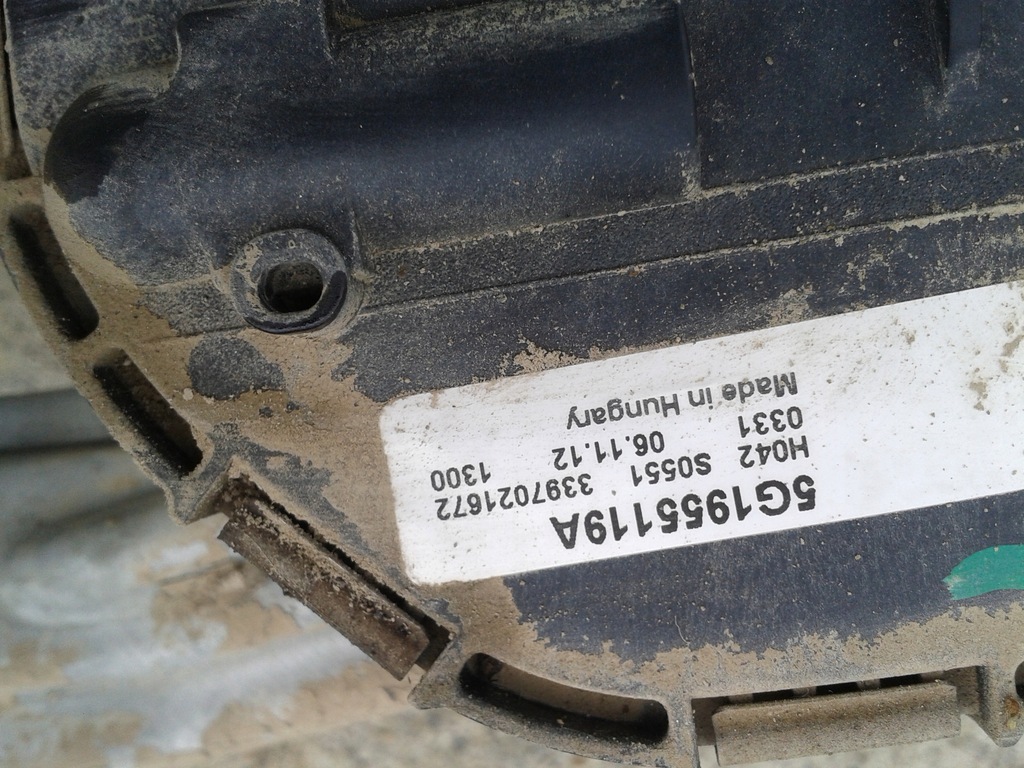 5G1955119A
H042 S0551 3397021672
0331 06.11.12 1300
Made in Hungary